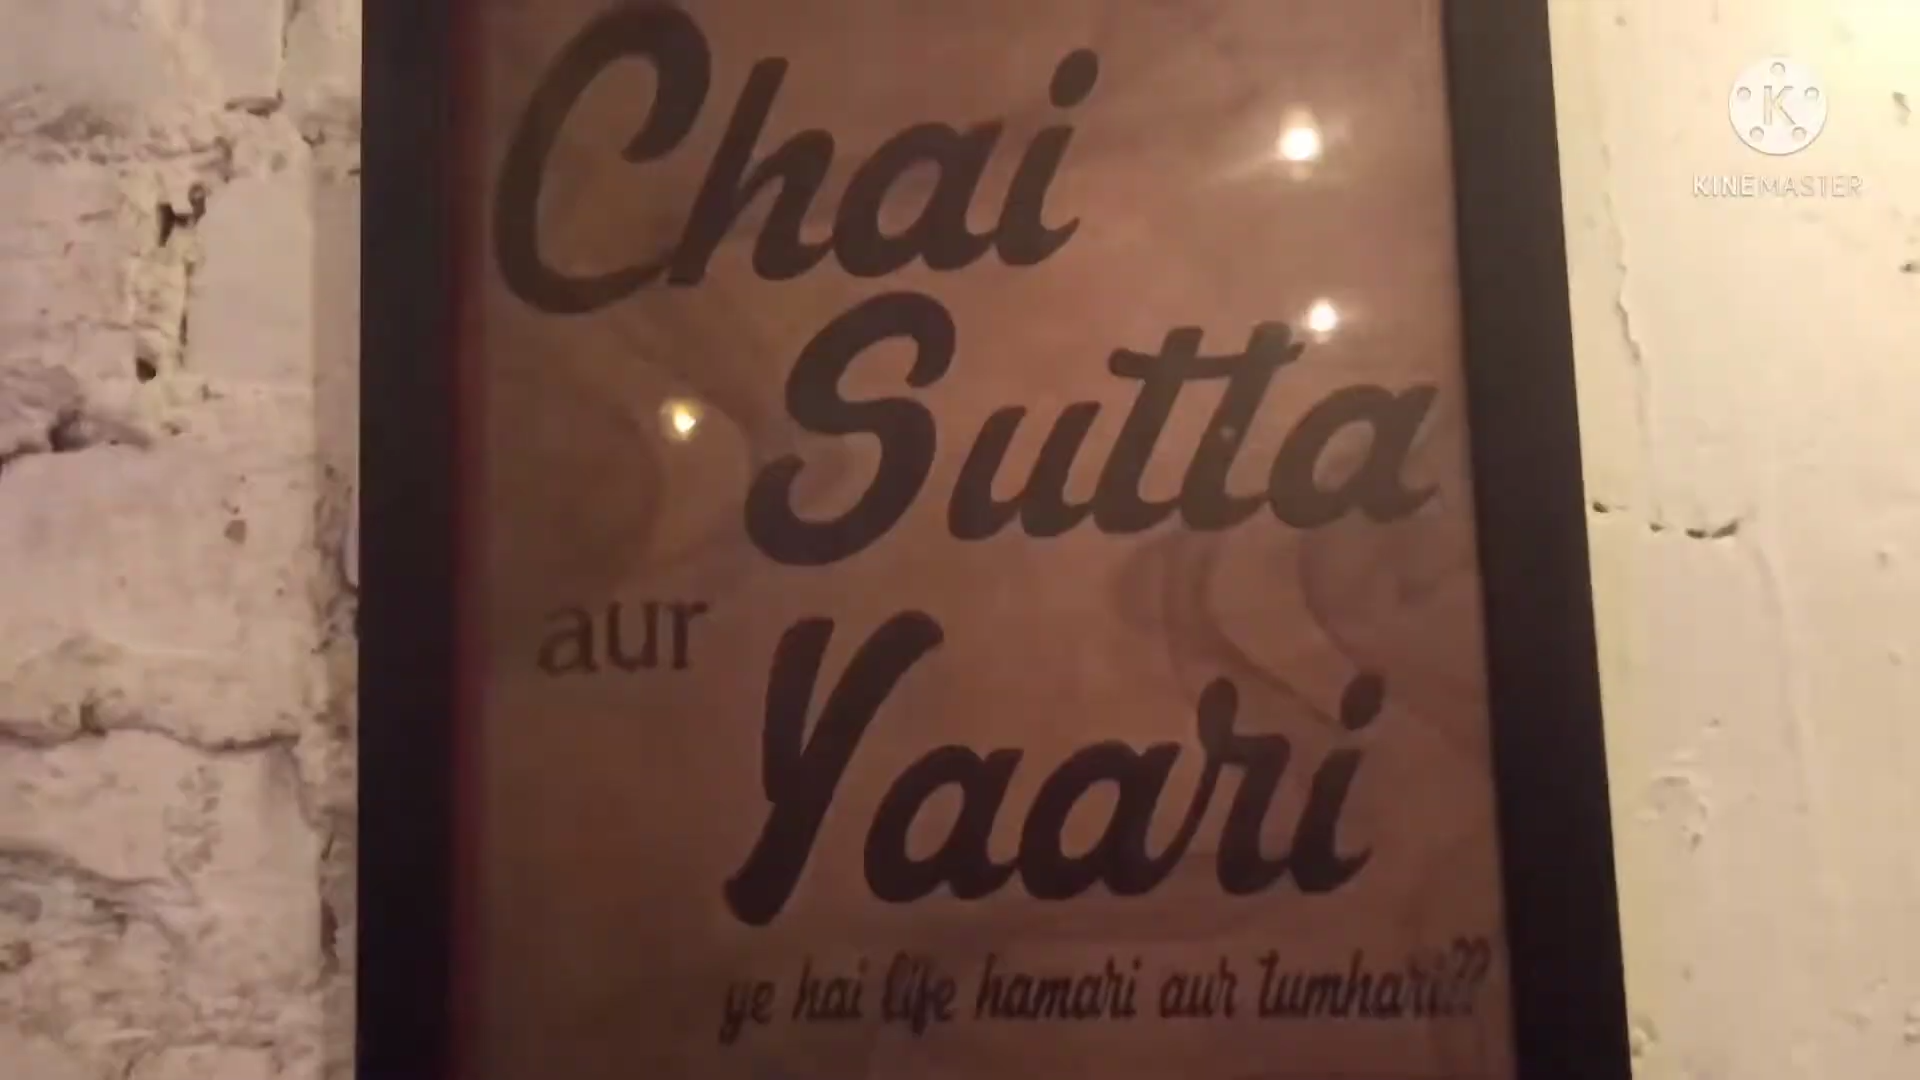 Chai
Sutta
aur Yaari
ye hai life hamari aur tumhari??
K
KINEMASTER